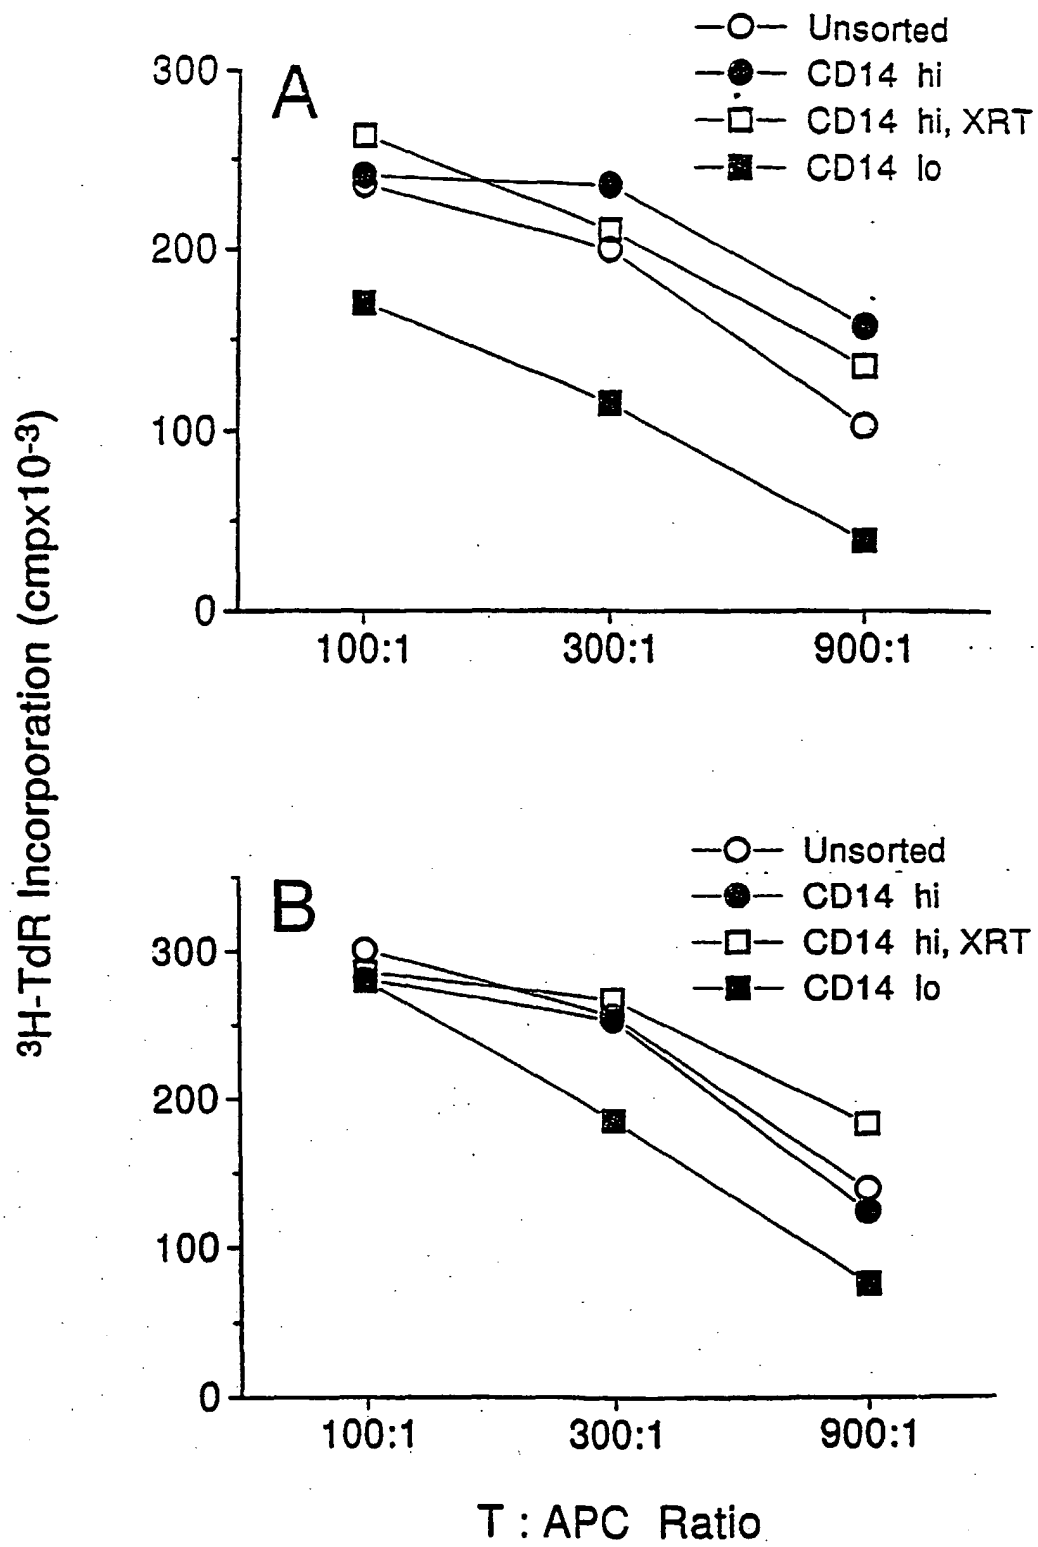 Unsorted
CD14 hi
CD14 hi, XRT
CD14 lo
A
300
200
100
0
100:1
300:1
900:1
³H-TdR Incorporation (cmpx10⁻³)
Unsorted
CD14 hi
CD14 hi, XRT
CD14 lo
B
300
200
100
0
100:1
300:1
900:1
T : APC Ratio